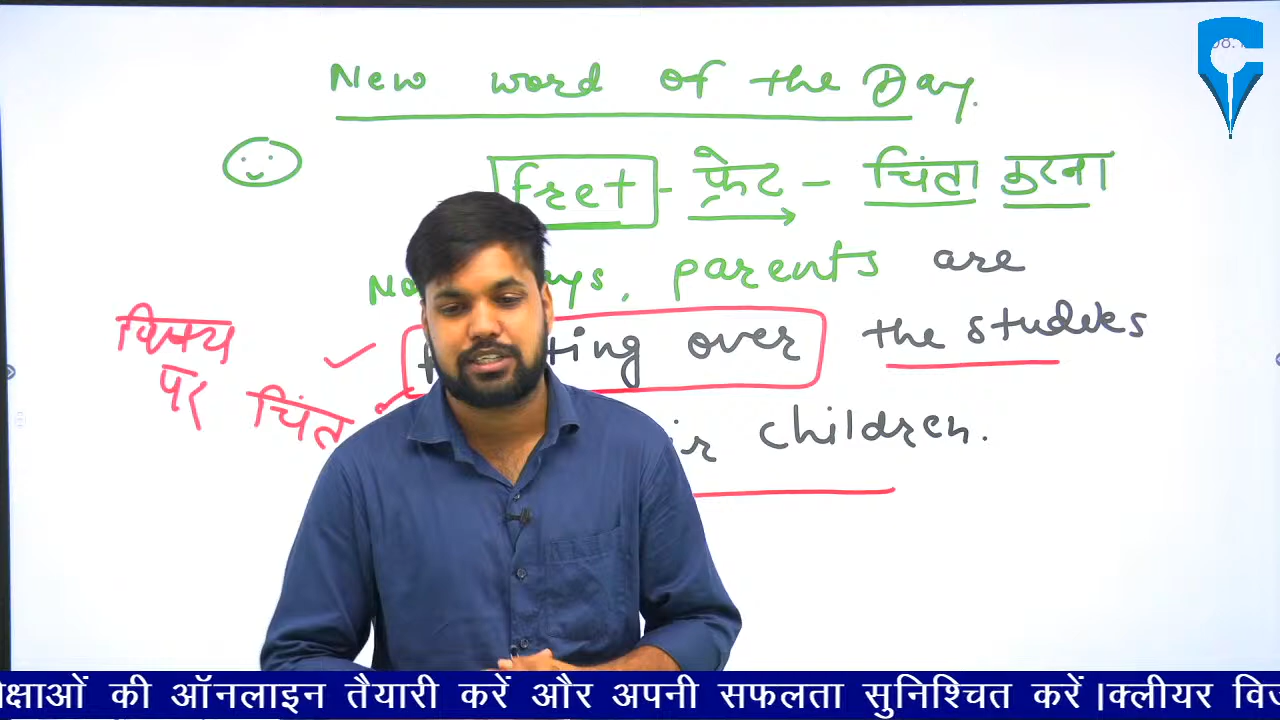 New word of the Day.
fret - फ्रेट - चिंता करना
parents are
over the studies
children.
विषय
पर चिंत
की ऑनलाइन तैयारी करें और अपनी सफलता सुनिश्चित करें ।क्लीयर